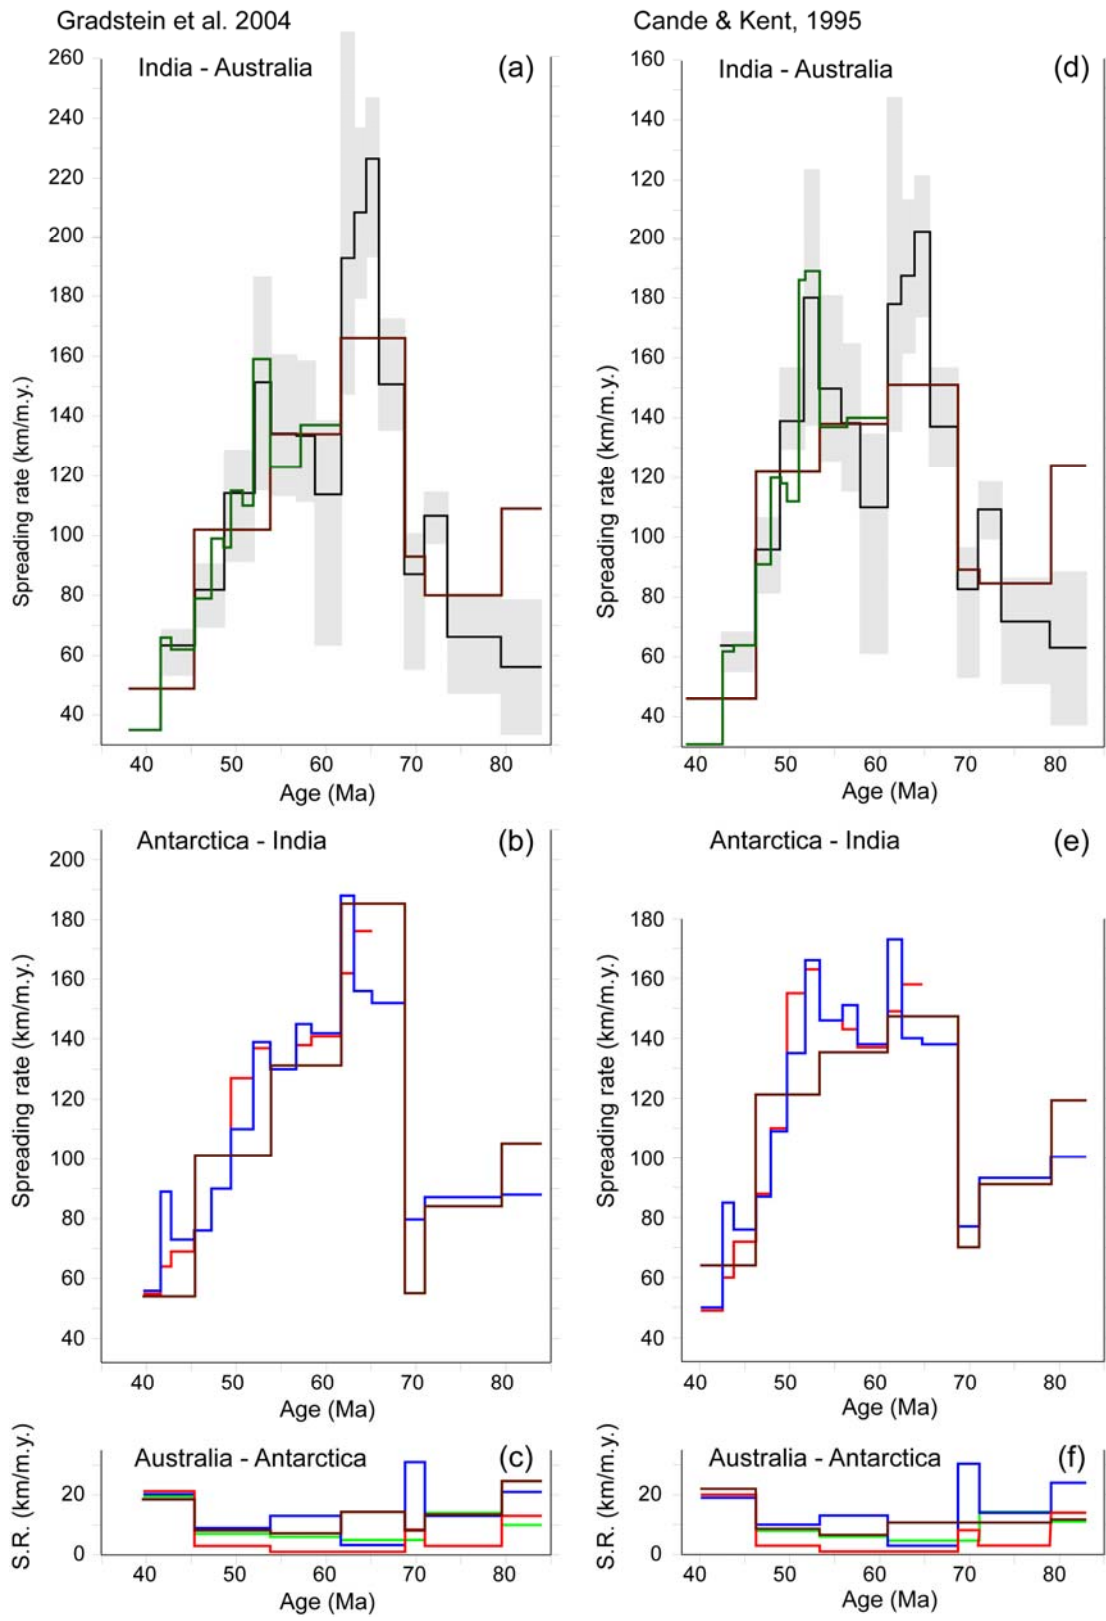 Gradstein et al. 2004
Cande & Kent, 1995
India - Australia
(a)
260
240
220
200
180
160
140
120
100
80
60
40
Spreading rate (km/m.y.)
40 50 60 70 80
Age (Ma)
India - Australia
(d)
160
140
120
200
180
160
140
120
100
80
60
40
Spreading rate (km/m.y.)
40 50 60 70 80
Age (Ma)
Antarctica - India
(b)
200
180
160
140
120
100
80
60
40
Spreading rate (km/m.y.)
40 50 60 70 80
Age (Ma)
Antarctica - India
(e)
180
160
140
120
100
80
60
40
Spreading rate (km/m.y.)
40 50 60 70 80
Age (Ma)
Australia - Antarctica
(c)
20
0
S.R. (km/m.y.)
40 50 60 70 80
Age (Ma)
Australia - Antarctica
(f)
20
0
S.R. (km/m.y.)
40 50 60 70 80
Age (Ma)